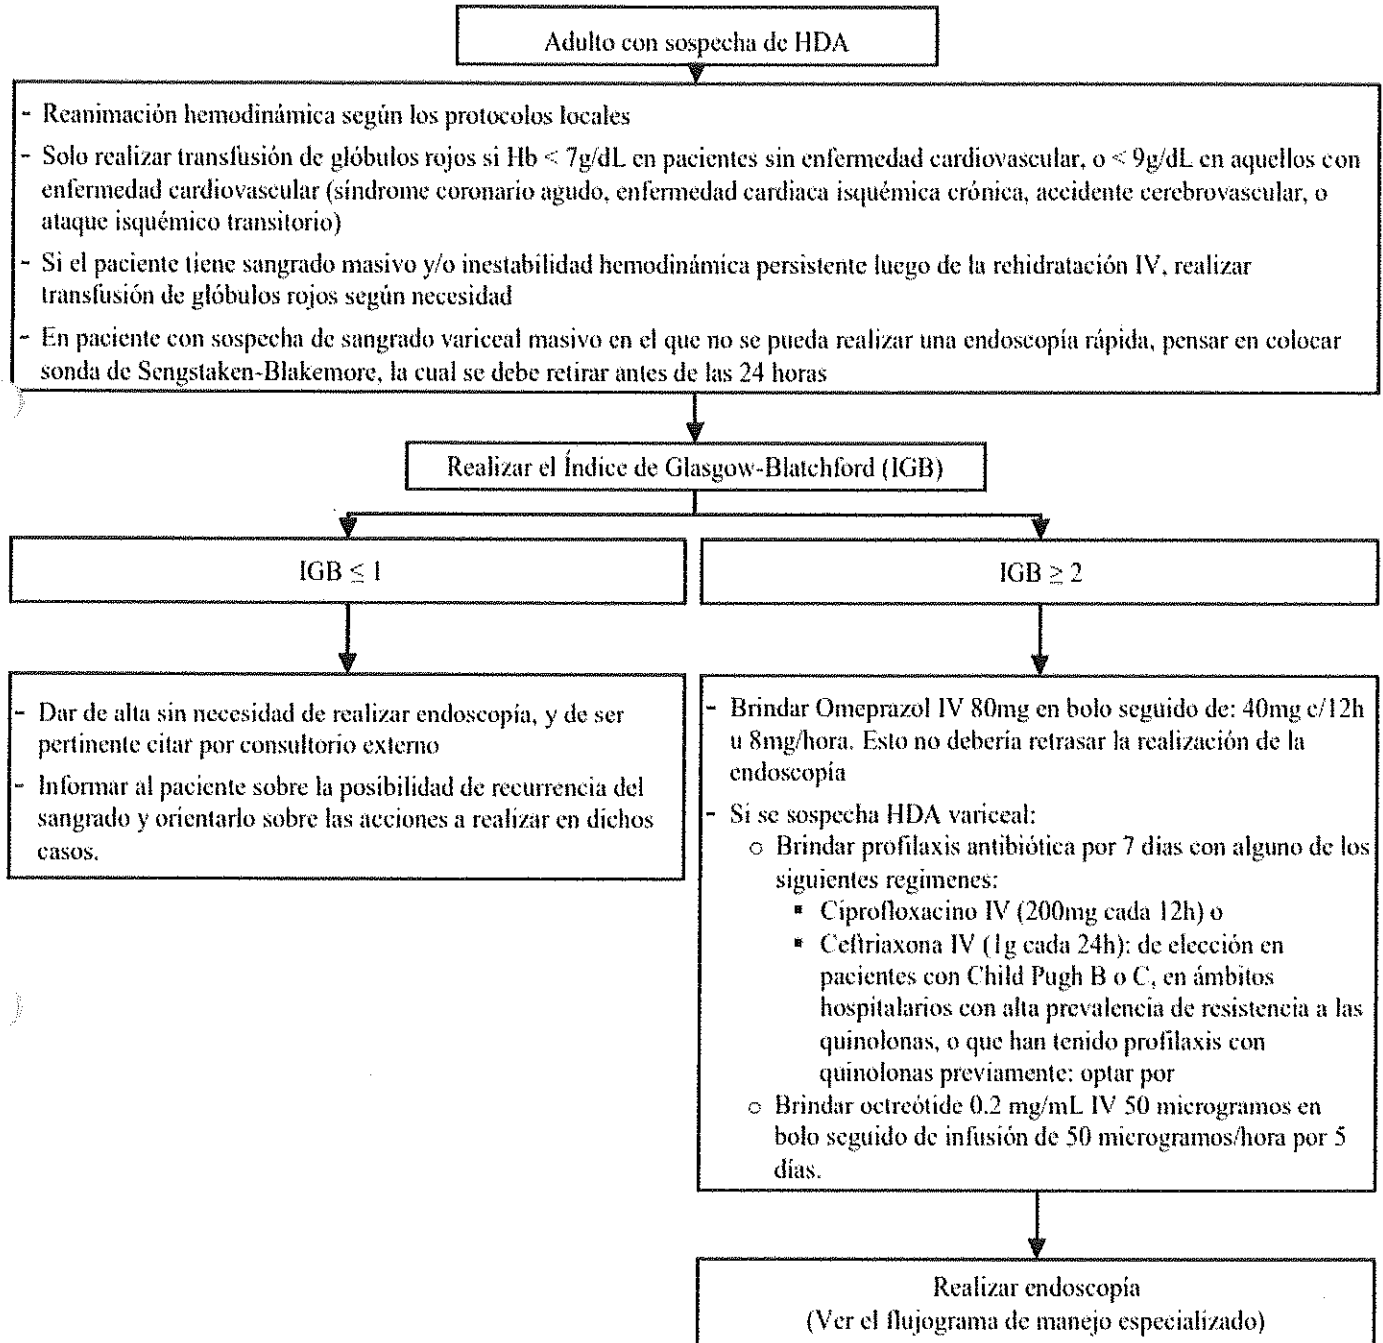 Adulto con sospecha de HDA
- Reanimación hemodinámica según los protocolos locales
- Solo realizar transfusión de glóbulos rojos si Hb < 7g/dL en pacientes sin enfermedad cardiovascular, o < 9g/dL en aquellos con
enfermedad cardiovascular (síndrome coronario agudo, enfermedad cardiaca isquémica crónica, accidente cerebrovascular, o
ataque isquémico transitorio)
- Si el paciente tiene sangrado masivo y/o inestabilidad hemodinámica persistente luego de la rehidratación IV, realizar
transfusión de glóbulos rojos según necesidad
- En paciente con sospecha de sangrado variceal masivo en el que no se pueda realizar una endoscopía rápida, pensar en colocar
sonda de Sengstaken-Blakemore, la cual se debe retirar antes de las 24 horas
Realizar el Índice de Glasgow-Blatchford (IGB)
IGB ≤ 1
- Dar de alta sin necesidad de realizar endoscopía, y de ser
pertinente citar por consultorio externo
- Informar al paciente sobre la posibilidad de recurrencia del
sangrado y orientarlo sobre las acciones a realizar en dichos
casos.
IGB ≥ 2
- Brindar Omeprazol IV 80mg en bolo seguido de: 40mg c/12h
u 8mg/hora. Esto no debería retrasar la realización de la
endoscopía
- Si se sospecha HDA variceal:
o Brindar profilaxis antibiótica por 7 días con alguno de los
siguientes regimenes:
▪ Ciprofloxacino IV (200mg cada 12h) o
▪ Ceftriaxona IV (1g cada 24h): de elección en
pacientes con Child Pugh B o C, en ámbitos
hospitalarios con alta prevalencia de resistencia a las
quinolonas, o que han tenido profilaxis con
quinolonas previamente: optar por
o Brindar octreótide 0.2 mg/mL IV 50 microgramos en
bolo seguido de infusión de 50 microgramos/hora por 5
días.
Realizar endoscopía
(Ver el flujograma de manejo especializado)